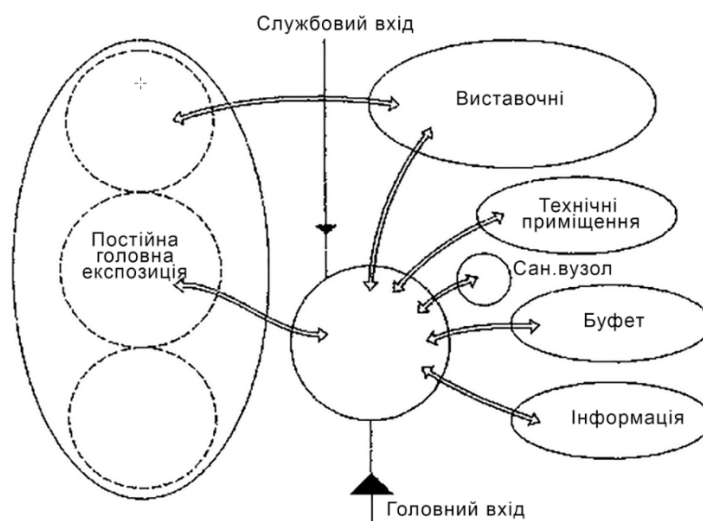 Службовий вхід
Виставочні
Технічні
приміщення
Постійна
головна
експозиція
Сан.вузол
Буфет
Інформація
Головний вхід